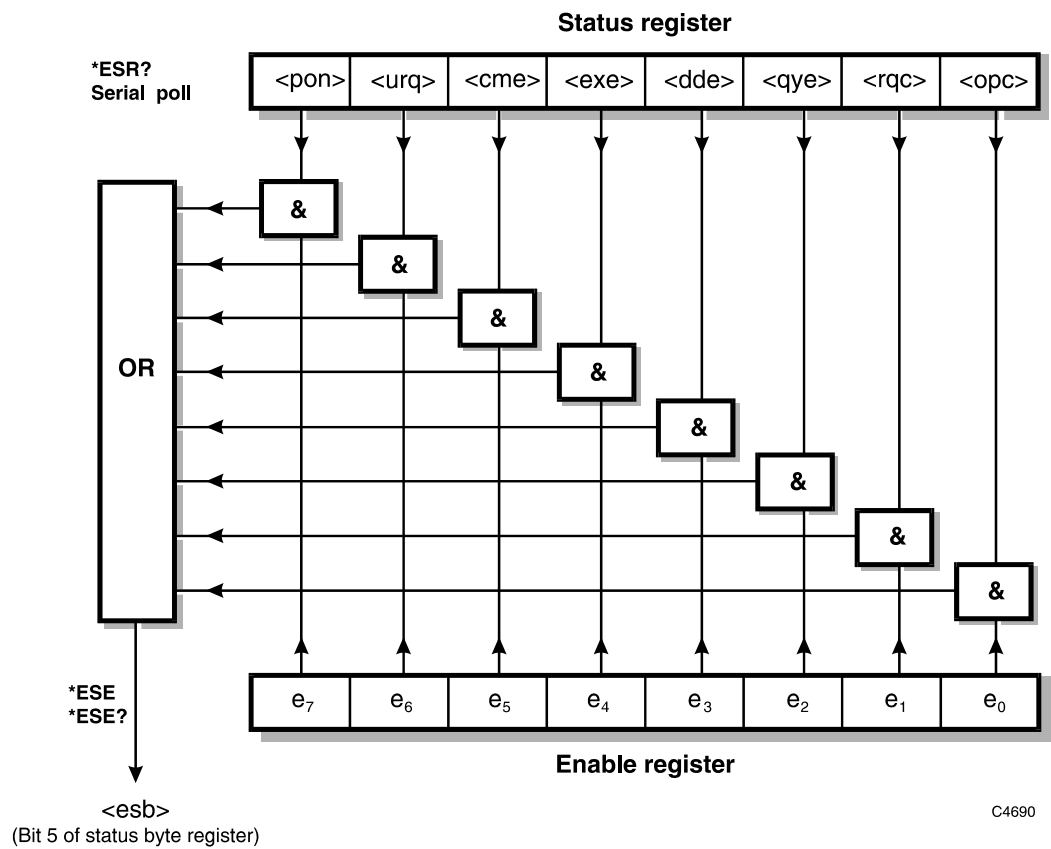 Status register
*ESR?
Serial poll
<pon> <urq> <cme> <exe> <dde> <qye> <rqc> <opc>
&
&
&
OR
&
&
&
&
&
*ESE
*ESE?
e₇ e₆ e₅ e₄ e₃ e₂ e₁ e₀
Enable register
<esb>
(Bit 5 of status byte register)
C4690